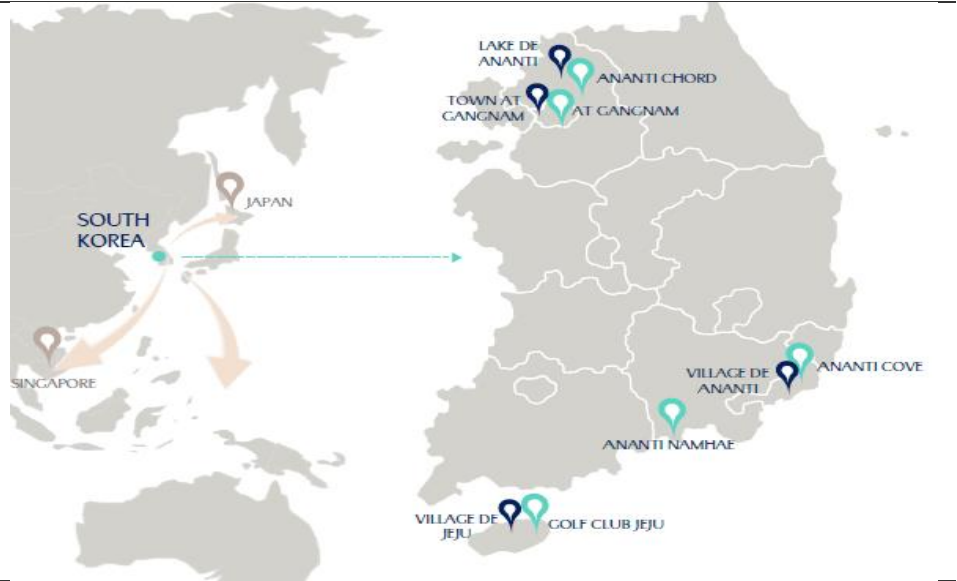 LAKE DE
ANANTI
ANANTI CHORD
TOWN AT
GANGNAM
AT GANGNAM
JAPAN
SOUTH
KOREA
SINGAPORE
VILLAGE DE
ANANTI
ANANTI COVE
ANANTI NAMHAE
VILLAGE DE
JEJU
GOLF CLUB JEJU